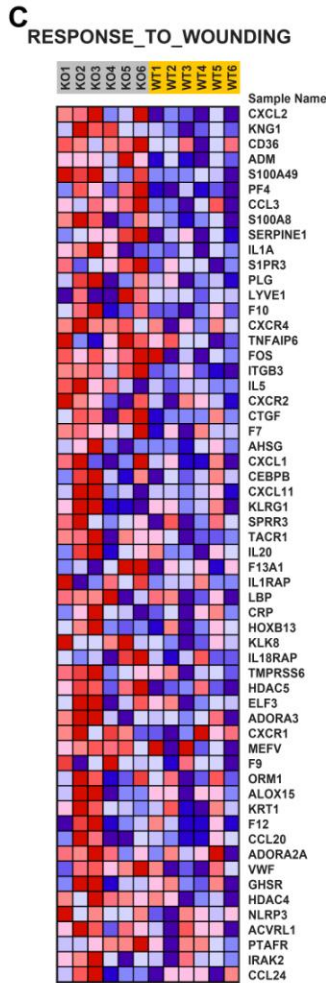 C
RESPONSE_TO_WOUNDING
KO1 KO2 KO3 KO4 KO5 KO6 WT1 WT2 WT3 WT4 WT5 WT6
Sample Name
CXCL2
KNG1
CD36
ADM
S100A49
PF4
CCL3
S100A8
SERPINE1
IL1A
S1PR3
PLG
LYVE1
F10
CXCR4
TNFAIP6
FOS
ITGB3
IL5
CXCR2
CTGF
F7
AHSG
CXCL1
CEBPB
CXCL11
KLRG1
SPRR3
TACR1
IL20
F13A1
IL1RAP
LBP
CRP
HOXB13
KLK8
IL18RAP
TMPRSS6
HDAC5
ELF3
ADORA3
CXCR1
MEFV
F9
ORM1
ALOX15
KRT1
F12
CCL20
ADORA2A
VWF
GHSR
HDAC4
NLRP3
ACVRL1
PTAFR
IRAK2
CCL24